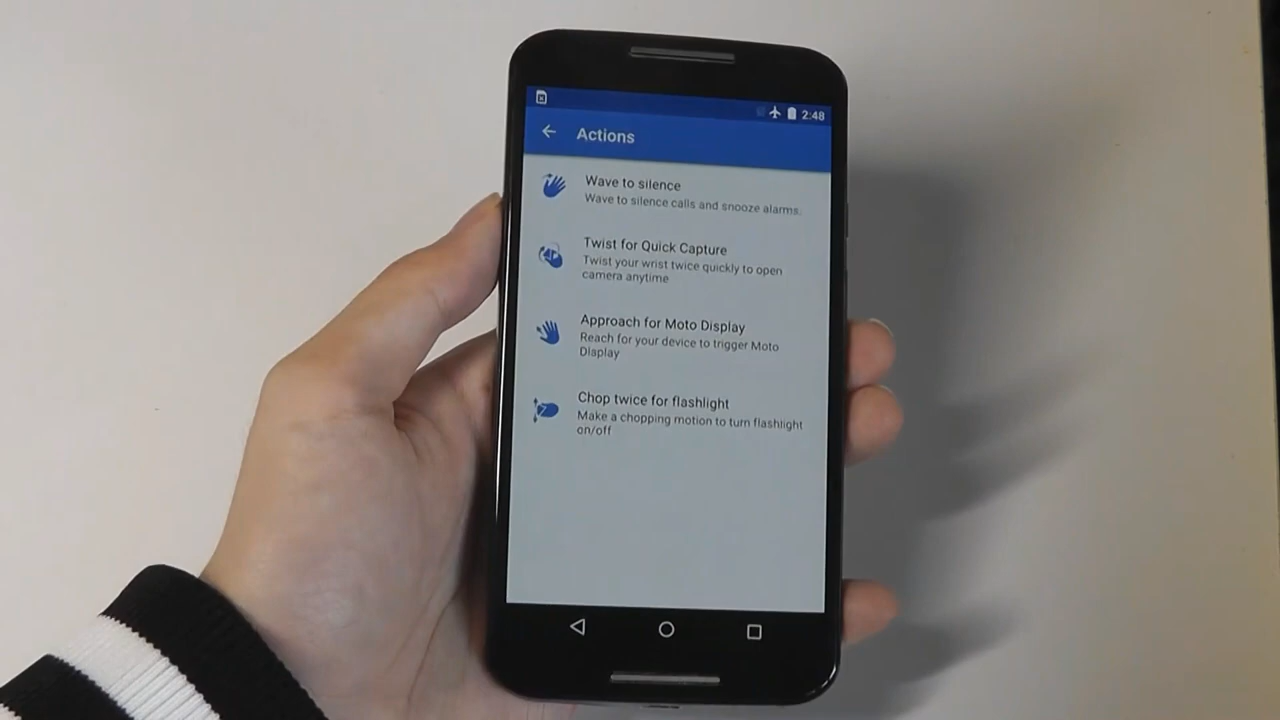 2:48
Actions
Wave to silence
Wave to silence calls and snooze alarms.
Twist for Quick Capture
Twist your wrist twice quickly to open
camera anytime
Approach for Moto Display
Reach for your device to trigger Moto
Display
Chop twice for flashlight
Make a chopping motion to turn flashlight
on/off